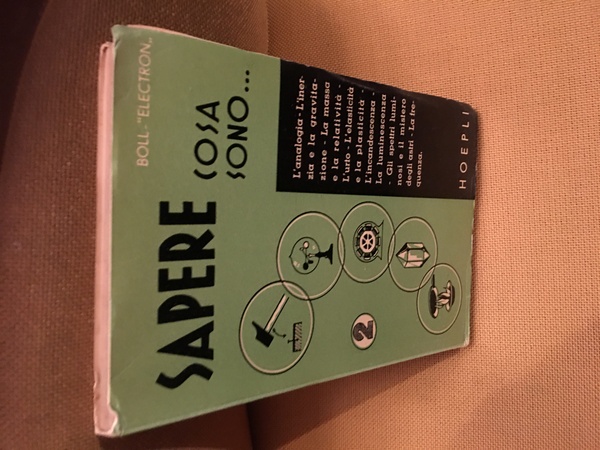 BOLL-"ELECTRON„
SAPERE
COSA
SONO...
L'analogia - L'iner-
zia e la gravita-
zione - La massa
e la relatività -
L'urto - L'elasticità
e la plasticità -
L'incandescenza -
La luminescenza
- Gli spettri lumi-
nosi e il mistero
degli astri - La fre-
quenza.
2
HOEPLI